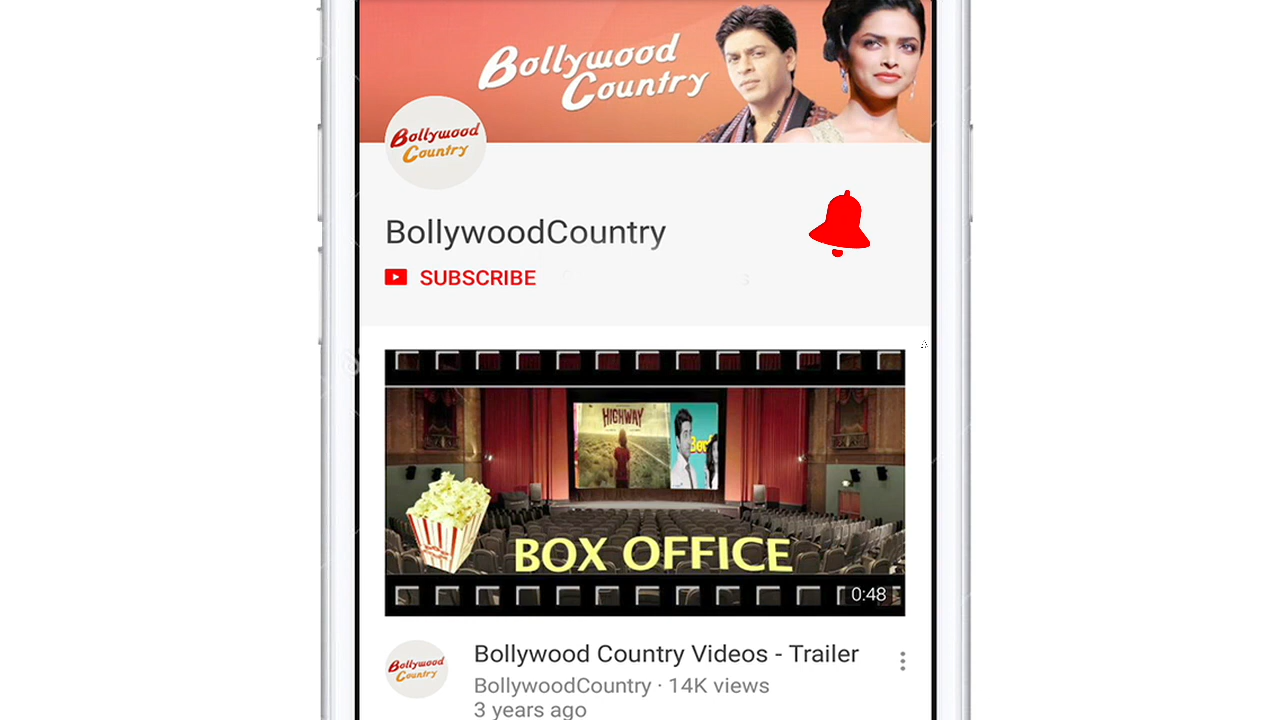 Bollywood
Country
Bollywood
Country
BollywoodCountry
SUBSCRIBE
HIGHWAY
BOX OFFICE
0:48
Bollywood
Country
Bollywood Country Videos - Trailer
BollywoodCountry · 14K views
3 years ago